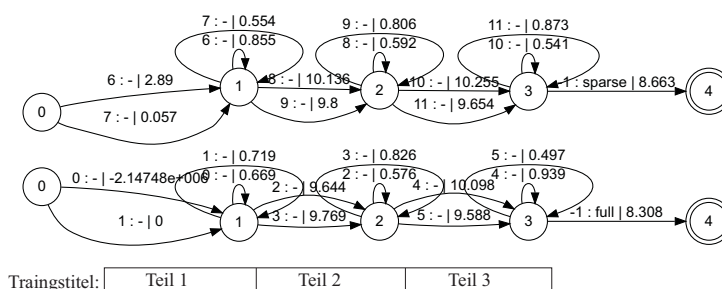 7 : - | 0.554
6 : - | 0.855
9 : - | 0.806
8 : - | 0.592
11 : - | 0.873
10 : - | 0.541
6 : - | 2.89
8 : - | 10.136
10 : - | 10.255
-1 : sparse | 8.663
0
1
2
3
4
7 : - | 0.057
9 : - | 9.8
11 : - | 9.654
1 : - | 0.719
0 : - | 0.669
3 : - | 0.826
2 : - | 0.576
5 : - | 0.497
4 : - | 0.939
0 : - | -2.14748e+006
2 : - | 9.644
4 : - | 10.098
-1 : full | 8.308
0
1
2
3
4
1 : - | 0
3 : - | 9.769
5 : - | 9.588
Traingstitel: Teil 1 Teil 2 Teil 3